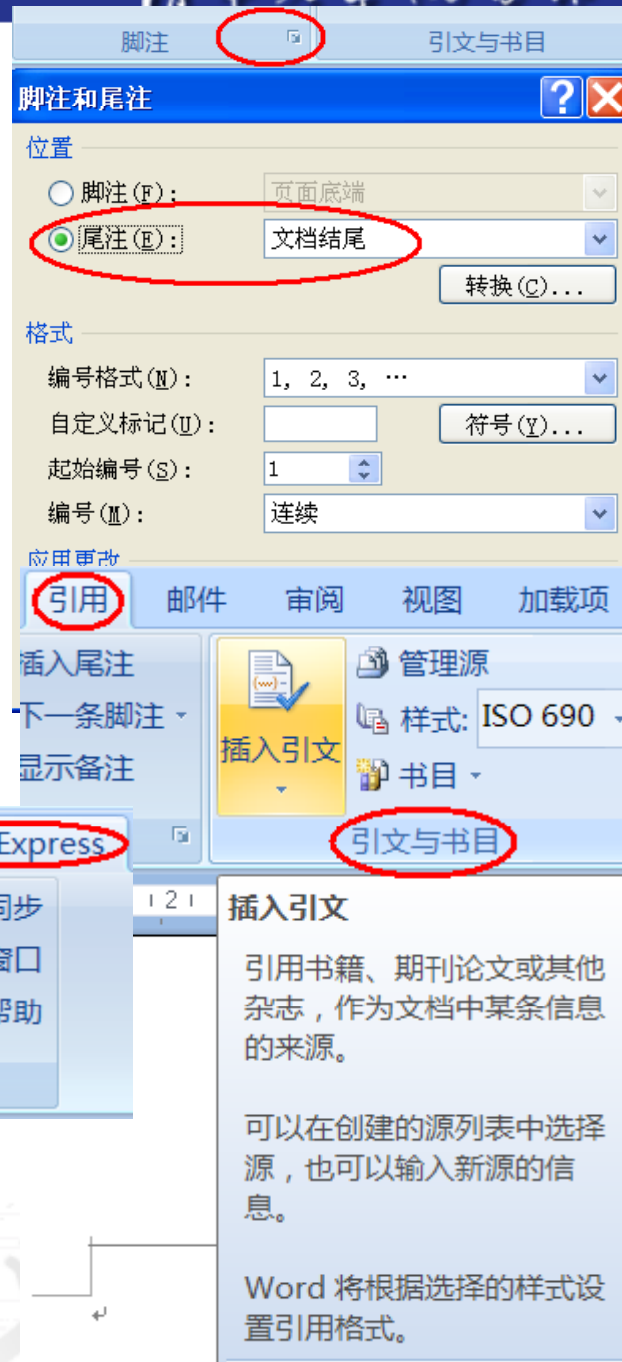 脚注 引文与书目
脚注和尾注
位置
脚注(F): 页面底端
尾注(E): 文档结尾
转换(C)...
格式
编号格式(N): 1, 2, 3, …
自定义标记(U): 符号(Y)...
起始编号(S): 1
编号(M): 连续
应用更改
引用 邮件 审阅 视图 加载项
插入尾注
下一条脚注
显示备注
插入引文
管理源
样式: ISO 690
书目
引文与书目
Express
同步
窗口
帮助
2
插入引文
引用书籍、期刊论文或其他
杂志，作为文档中某条信息
的来源。
可以在创建的源列表中选择
源，也可以输入新源的信
息。
Word 将根据选择的样式设
置引用格式。